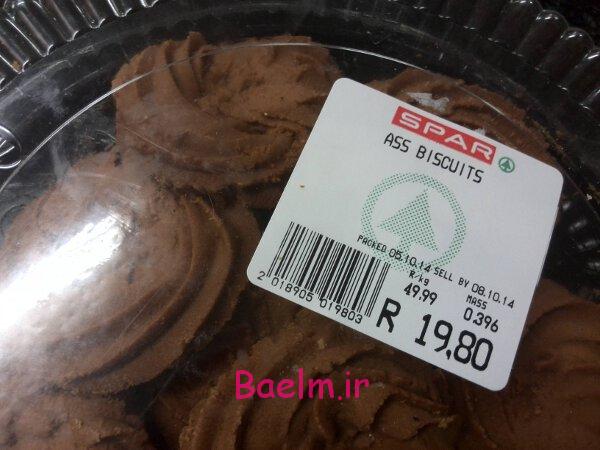 SPAR
ASS BISCUITS
PACKED 05.10.14 SELL BY 08.10.14
R/kg MASS
49.99 0.396
R 19,80
2 018905 019803
Baelm.ir